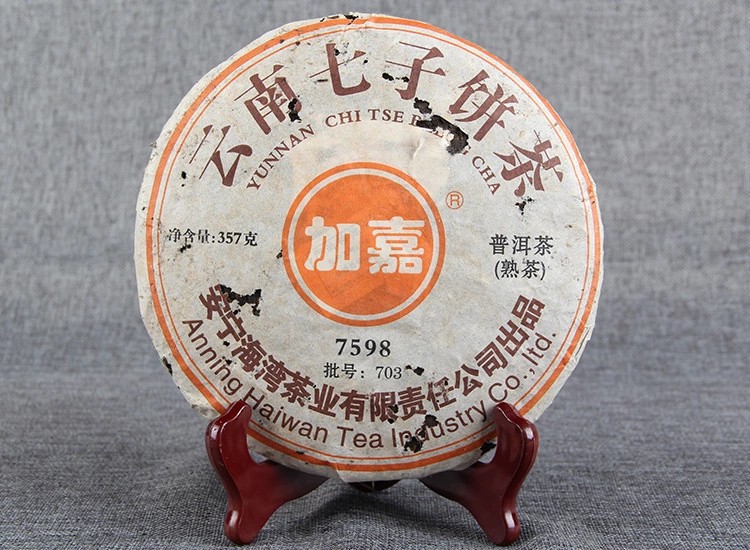 云南七子饼茶
YUNNAN CHI TSE CHA
加嘉
®
净含量:357克
普洱茶
(熟茶)
7598
批号: 703
安宁海湾茶业有限责任公司出品
Anning Haiwan Tea Industry Co.,ltd.